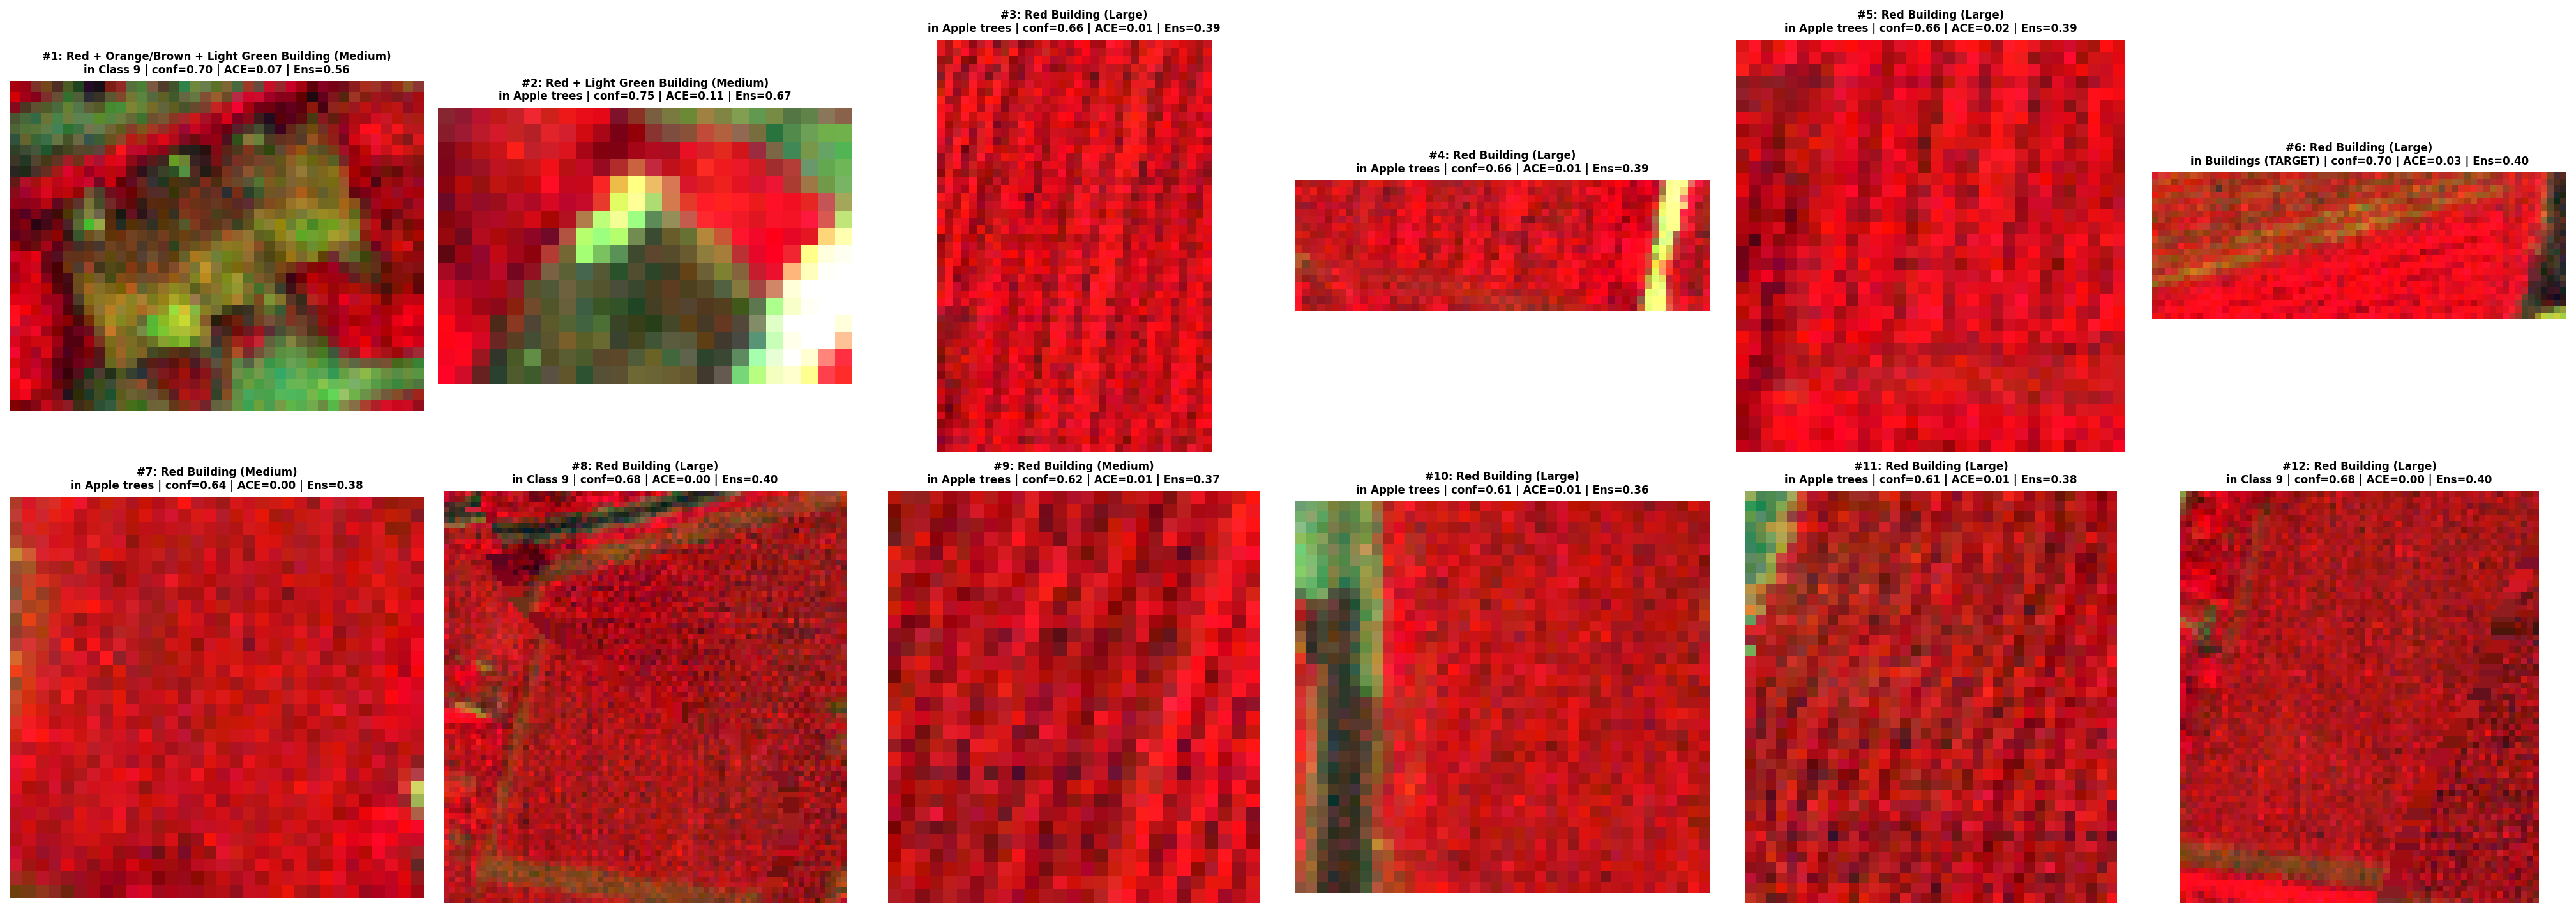 #1: Red + Orange/Brown + Light Green Building (Medium)
in Class 9 | conf=0.70 | ACE=0.07 | Ens=0.56
#2: Red + Light Green Building (Medium)
in Apple trees | conf=0.75 | ACE=0.11 | Ens=0.67
#3: Red Building (Large)
in Apple trees | conf=0.66 | ACE=0.01 | Ens=0.39
#4: Red Building (Large)
in Apple trees | conf=0.66 | ACE=0.01 | Ens=0.39
#5: Red Building (Large)
in Apple trees | conf=0.66 | ACE=0.02 | Ens=0.39
#6: Red Building (Large)
in Buildings (TARGET) | conf=0.70 | ACE=0.03 | Ens=0.40
#7: Red Building (Medium)
in Apple trees | conf=0.64 | ACE=0.00 | Ens=0.38
#8: Red Building (Large)
in Class 9 | conf=0.68 | ACE=0.00 | Ens=0.40
#9: Red Building (Medium)
in Apple trees | conf=0.62 | ACE=0.01 | Ens=0.37
#10: Red Building (Large)
in Apple trees | conf=0.61 | ACE=0.01 | Ens=0.36
#11: Red Building (Large)
in Apple trees | conf=0.61 | ACE=0.01 | Ens=0.38
#12: Red Building (Large)
in Class 9 | conf=0.68 | ACE=0.00 | Ens=0.40